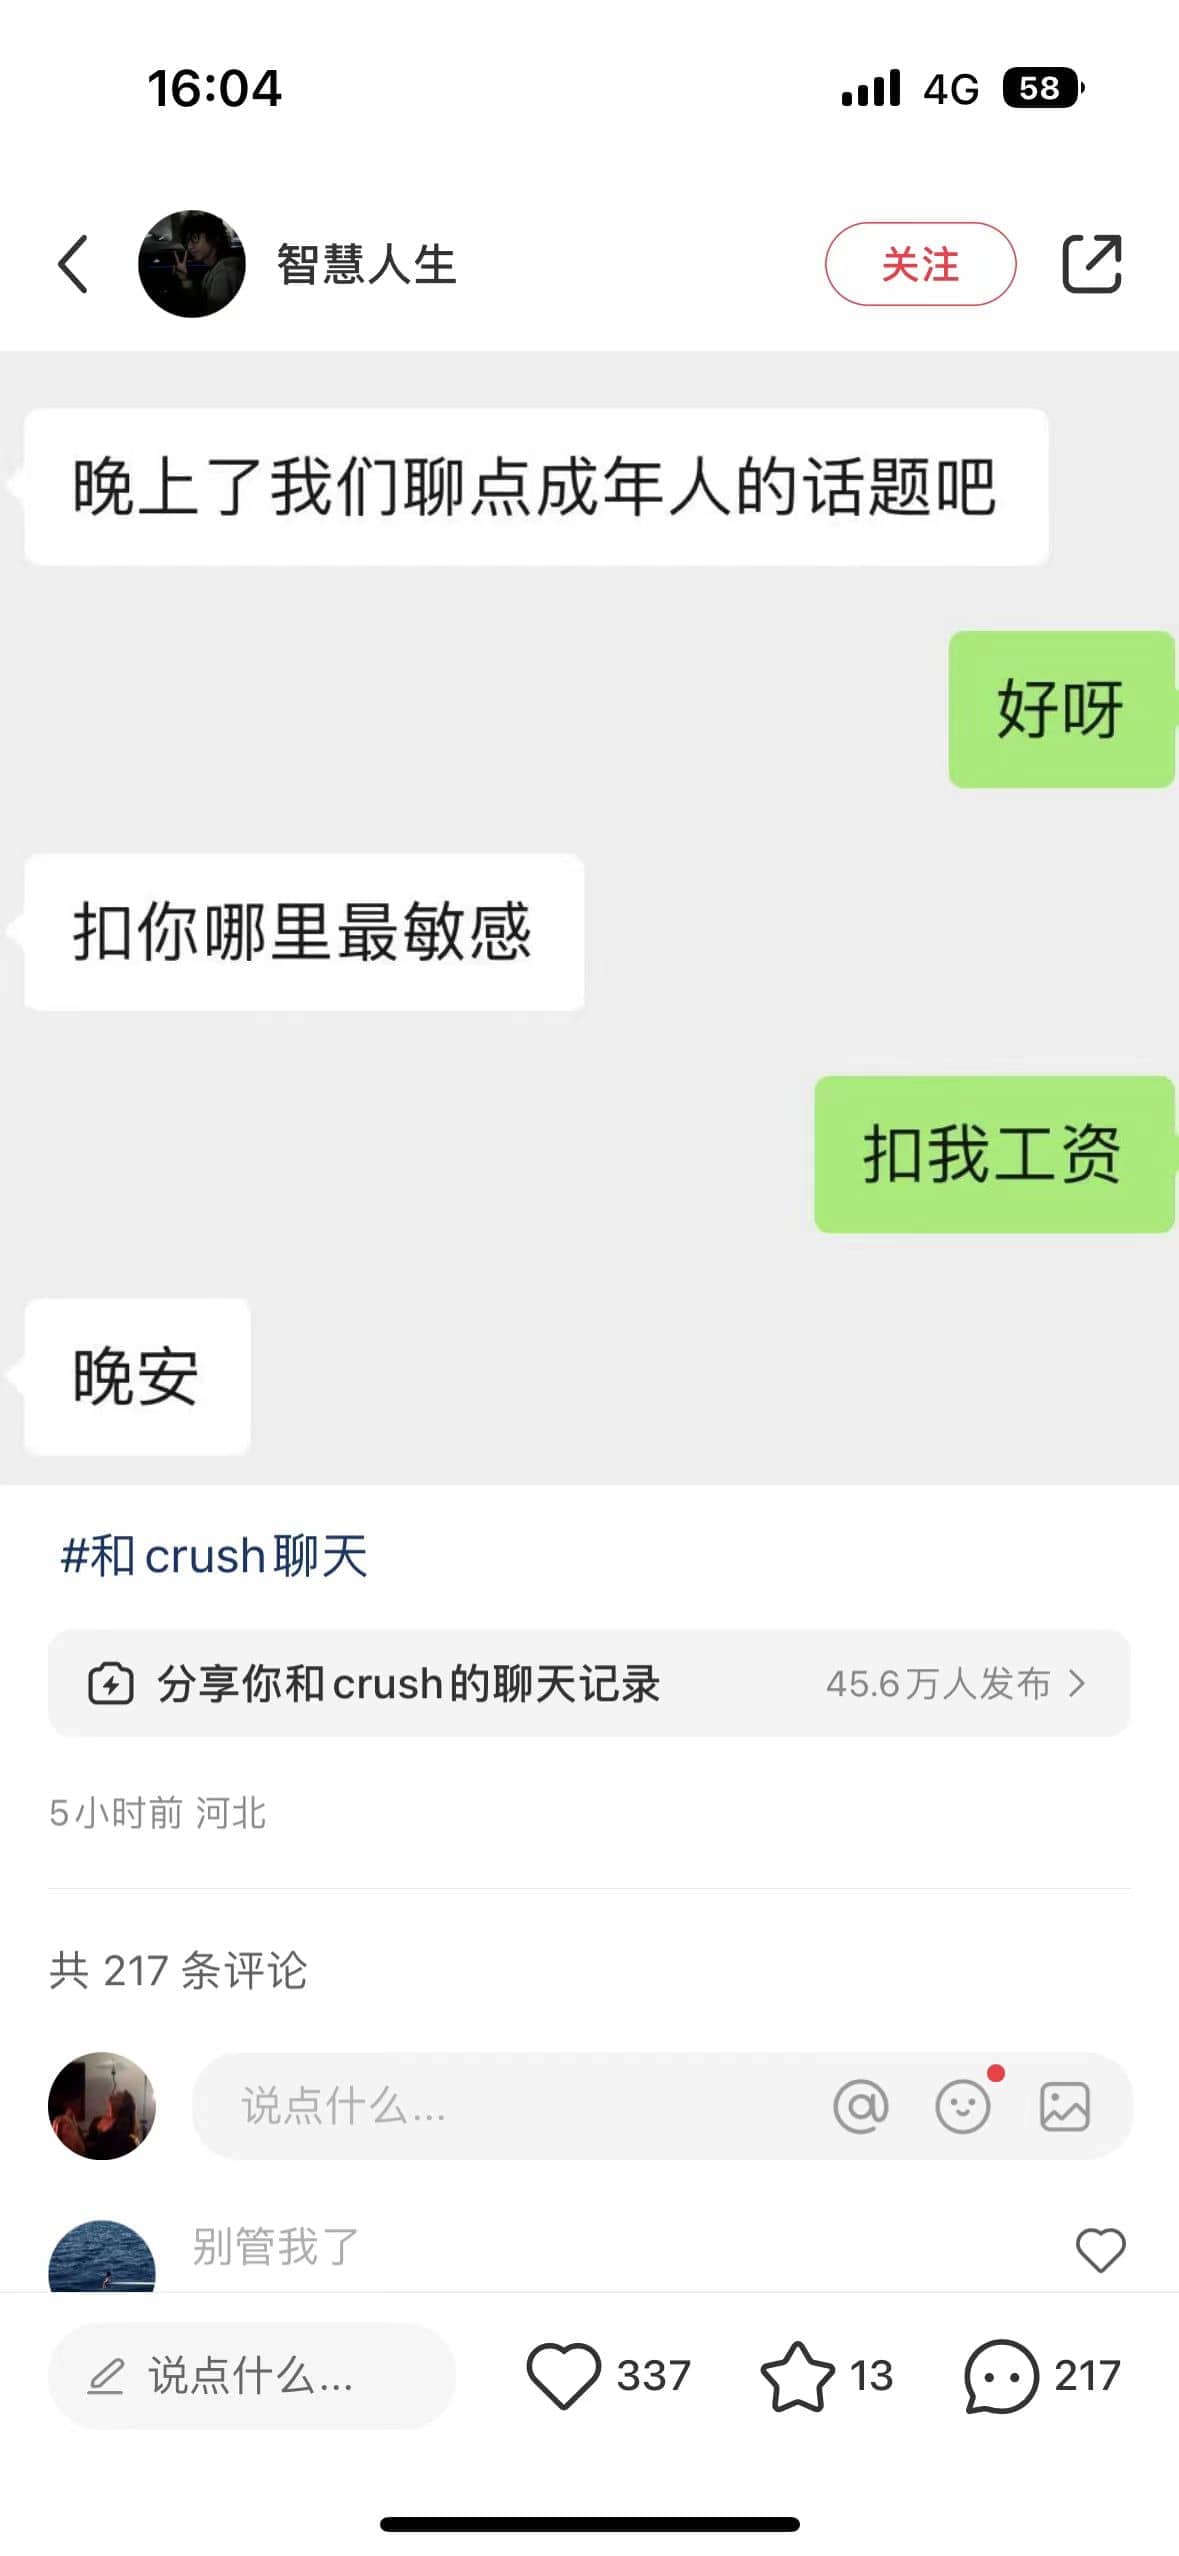 16:04
4G 58
智慧人生
关注
晚上了我们聊点成年人的话题吧
好呀
扣你哪里最敏感
扣我工资
晚安
#和crush聊天
分享你和crush的聊天记录 45.6万人发布
5小时前 河北
共 217 条评论
说点什么...
别管我了
说点什么...
337
13
217